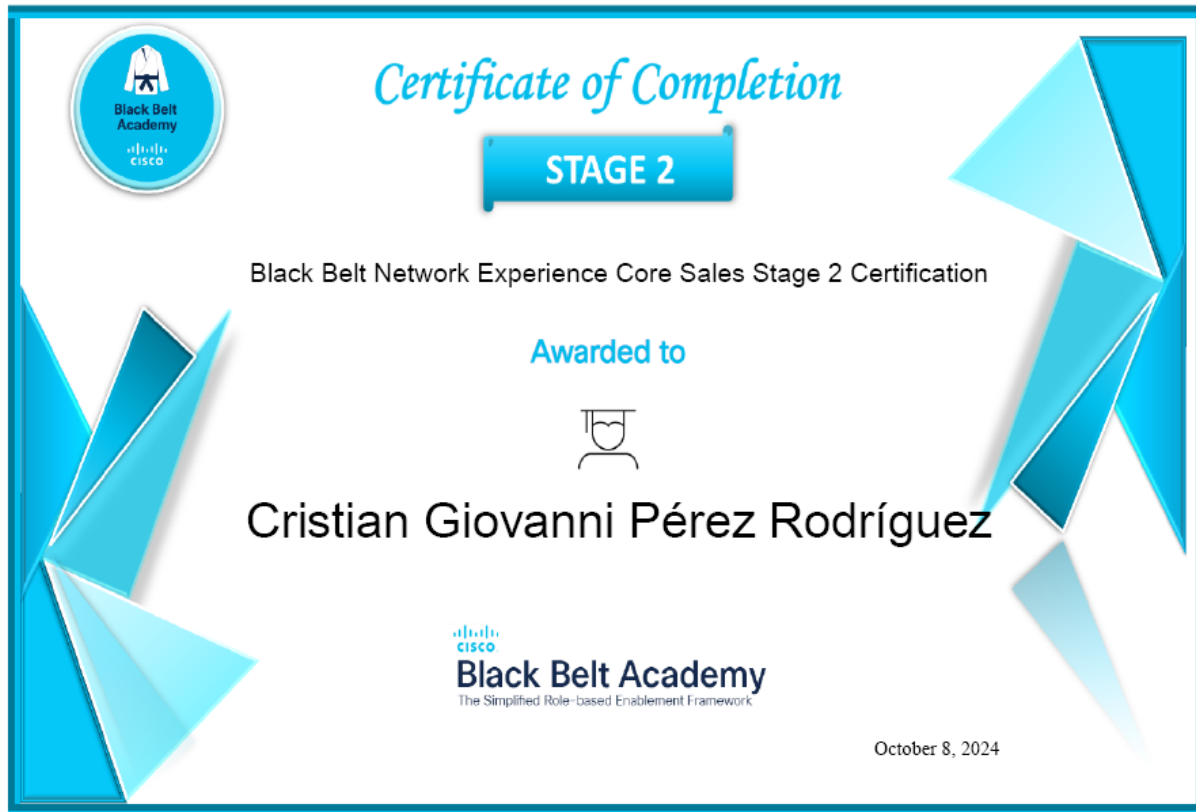 Black Belt
Academy
CISCO
Certificate of Completion
STAGE 2
Black Belt Network Experience Core Sales Stage 2 Certification
Awarded to
Cristian Giovanni Pérez Rodríguez
CISCO
Black Belt Academy
The Simplified Role-based Enablement Framework
October 8, 2024